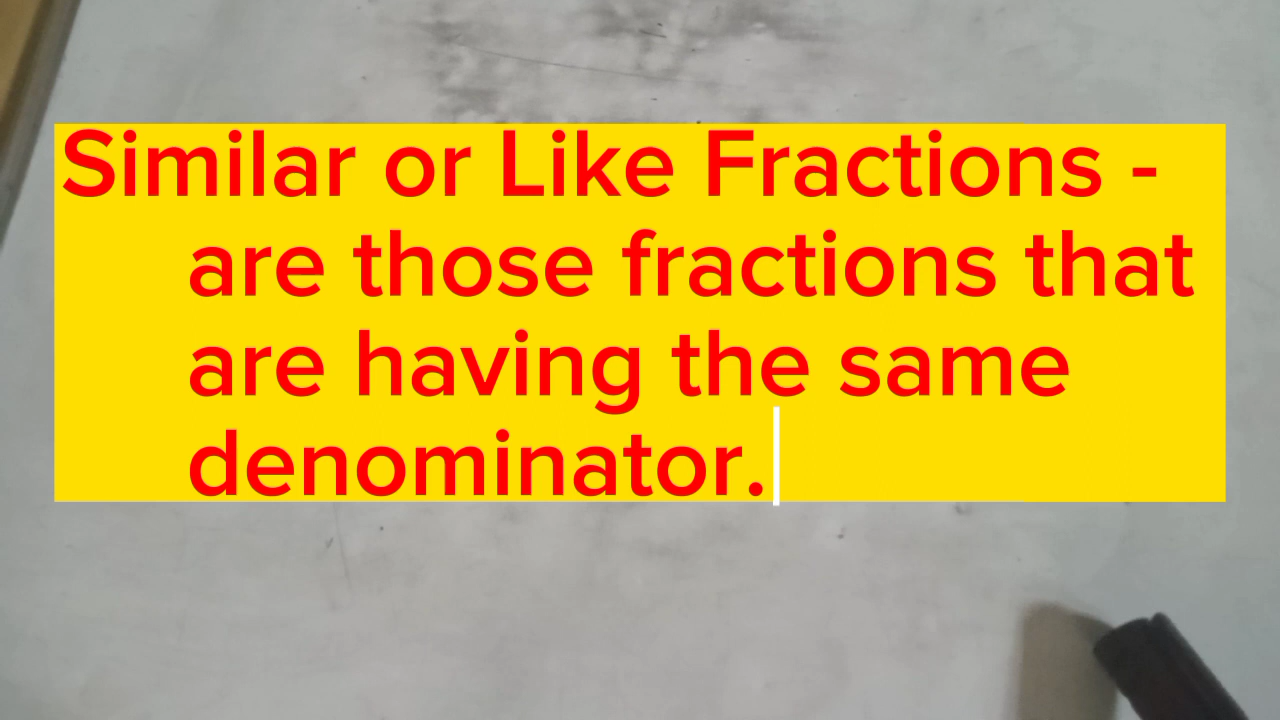 Similar or Like Fractions -
are those fractions that
are having the same
denominator.